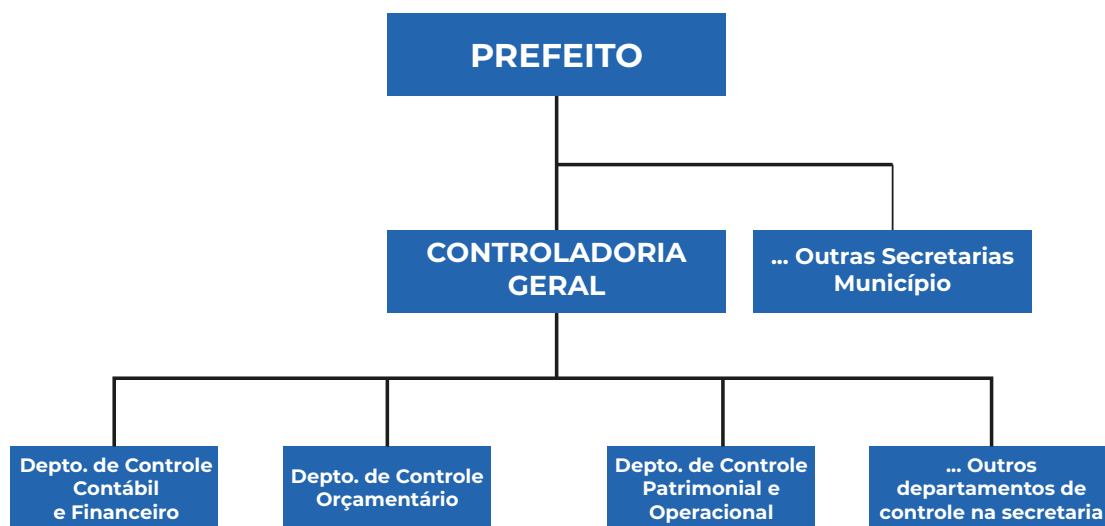 PREFEITO
CONTROLADORIA
GERAL
... Outras Secretarias
Município
Depto. de Controle
Contábil
e Financeiro
Depto. de Controle
Orçamentário
Depto. de Controle
Patrimonial e
Operacional
... Outros
departamentos de
controle na secretaria